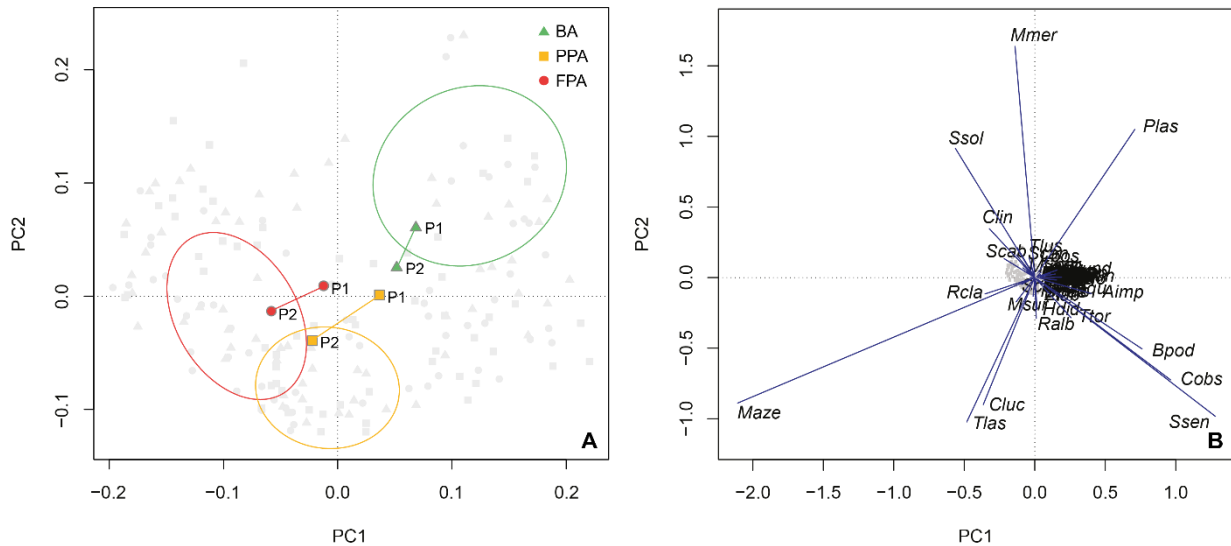 BA
PPA
FPA
P1
P2
P1
P2
P1
P2
A
PC2
0.2
0.1
0.0
−0.1
−0.2
−0.1
0.0
0.1
0.2
PC1
Mmer
Plas
Ssol
Clin
Scab
Tlus
Rcla
Msur
Hdid
Ttor
Aimp
Ralb
Bpod
Cobs
Ssen
Maze
Cluc
Tlas
B
PC2
1.5
1.0
0.5
0.0
−0.5
−1.0
−2.0
−1.5
−1.0
−0.5
0.0
0.5
1.0
PC1